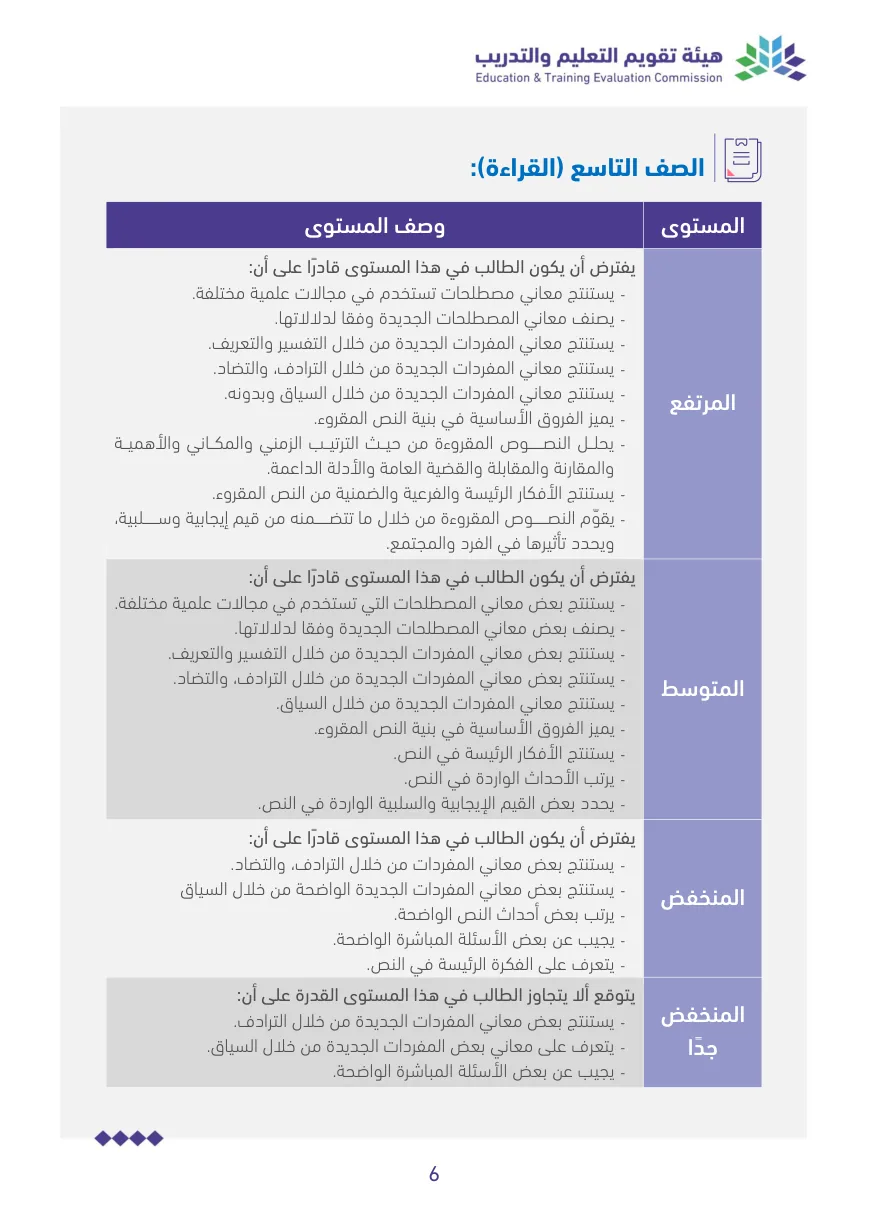 هيئة تقويم التعليم والتدريب
Education & Training Evaluation Commission
الصف التاسع (القراءة):
المستوى
وصف المستوى
المرتفع
يفترض أن يكون الطالب في هذا المستوى قادرًا على أن:
- يستنتج معاني مصطلحات تستخدم في مجالات علمية مختلفة.
- يصنف معاني المصطلحات الجديدة وفقا لدلالاتها.
- يستنتج معاني المفردات الجديدة من خلال التفسير والتعريف.
- يستنتج معاني المفردات الجديدة من خلال الترادف، والتضاد.
- يستنتج معاني المفردات الجديدة من خلال السياق وبدونه.
- يميز الفروق الأساسية في بنية النص المقروء.
- يحلل النصوص المقروءة من حيث الترتيب الزمني والمكاني والأهمية
والمقارنة والمقابلة والقضية العامة والأدلة الداعمة.
- يستنتج الأفكار الرئيسة والفرعية والضمنية من النص المقروء.
- يقوّم النصوص المقروءة من خلال ما تتضمنه من قيم إيجابية وسلبية،
ويحدد تأثيرها في الفرد والمجتمع.
المتوسط
يفترض أن يكون الطالب في هذا المستوى قادرًا على أن:
- يستنتج بعض معاني المصطلحات التي تستخدم في مجالات علمية مختلفة.
- يصنف بعض معاني المصطلحات الجديدة وفقا لدلالاتها.
- يستنتج بعض معاني المفردات الجديدة من خلال التفسير والتعريف.
- يستنتج بعض معاني المفردات الجديدة من خلال الترادف، والتضاد.
- يستنتج معاني المفردات الجديدة من خلال السياق.
- يميز الفروق الأساسية في بنية النص المقروء.
- يستنتج الأفكار الرئيسة في النص.
- يرتب الأحداث الواردة في النص.
- يحدد بعض القيم الإيجابية والسلبية الواردة في النص.
المنخفض
يفترض أن يكون الطالب في هذا المستوى قادرًا على أن:
- يستنتج بعض معاني المفردات من خلال الترادف، والتضاد.
- يستنتج بعض معاني المفردات الجديدة الواضحة من خلال السياق
- يرتب بعض أحداث النص الواضحة.
- يجيب عن بعض الأسئلة المباشرة الواضحة.
- يتعرف على الفكرة الرئيسة في النص.
المنخفض
جدًا
يتوقع ألا يتجاوز الطالب في هذا المستوى القدرة على أن:
- يستنتج بعض معاني المفردات الجديدة من خلال الترادف.
- يتعرف على معاني بعض المفردات الجديدة من خلال السياق.
- يجيب عن بعض الأسئلة المباشرة الواضحة.
6